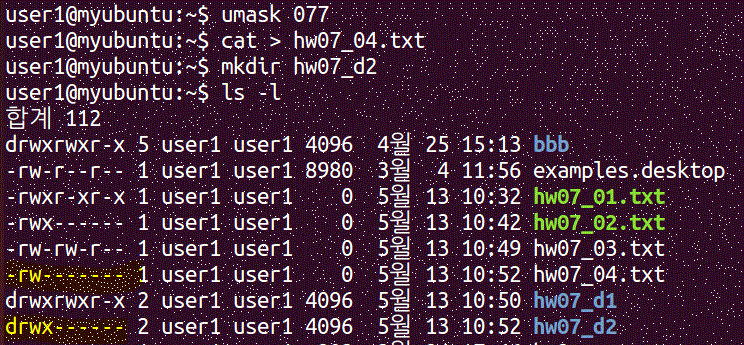 user1@myubuntu:~$ umask 077
user1@myubuntu:~$ cat > hw07_04.txt
user1@myubuntu:~$ mkdir hw07_d2
user1@myubuntu:~$ ls -l
합계 112
drwxrwxr-x 5 user1 user1 4096  4월 25 15:13 bbb
-rw-r--r-- 1 user1 user1 8980  3월  4 11:56 examples.desktop
-rwxr-xr-x 1 user1 user1    0  5월 13 10:32 hw07_01.txt
-rwx------ 1 user1 user1    0  5월 13 10:42 hw07_02.txt
-rw-rw-r-- 1 user1 user1    0  5월 13 10:49 hw07_03.txt
-rw------- 1 user1 user1    0  5월 13 10:52 hw07_04.txt
drwxrwxr-x 2 user1 user1 4096  5월 13 10:50 hw07_d1
drwx------ 2 user1 user1 4096  5월 13 10:52 hw07_d2